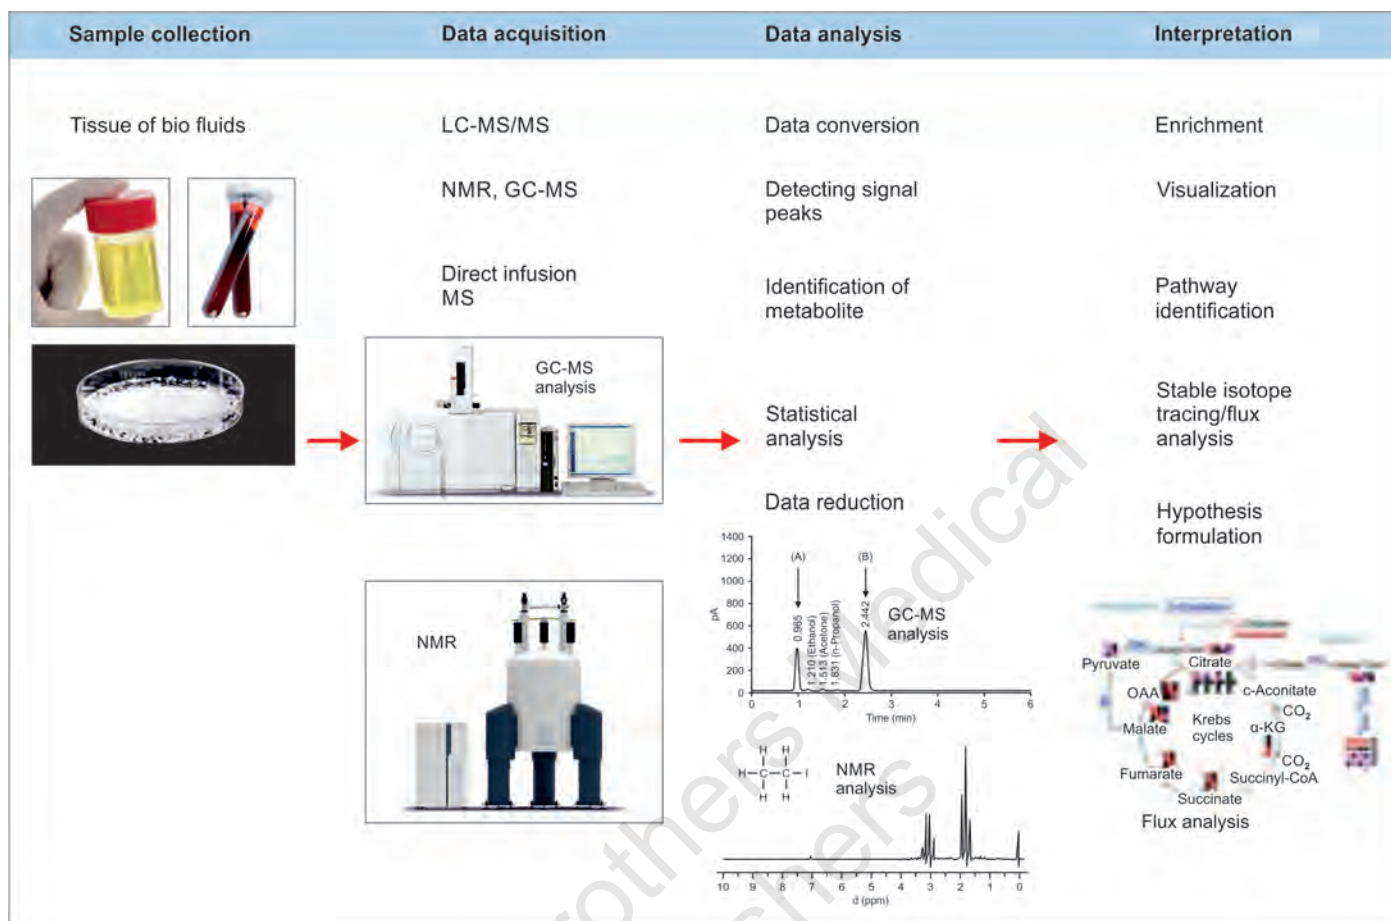 Sample collection
Data acquisition
Data analysis
Interpretation
Tissue of bio fluids
LC-MS/MS
NMR, GC-MS
Direct infusion
MS
GC-MS
analysis
NMR
Data conversion
Detecting signal
peaks
Identification of
metabolite
Statistical
analysis
Data reduction
1400
1200
1000
800
600
400
200
0
pA
(A)
(B)
0.965
1.210 (Ethanol)
1.513 (Acetone)
1.831 (n-Propanol)
2.442
GC-MS
analysis
0 1 2 3 4 5 6
Time (min)
H H
H C C I
H H
NMR
analysis
10 9 8 7 6 5 4 3 2 1 0
d (ppm)
Enrichment
Visualization
Pathway
identification
Stable isotope
tracing/flux
analysis
Hypothesis
formulation
Pyruvate
Citrate
OAA
c-Aconitate
Malate
Krebs
cycles
CO₂
α-KG
CO₂
Fumarate
Succinyl-CoA
Succinate
Flux analysis
rothers Medical
shers